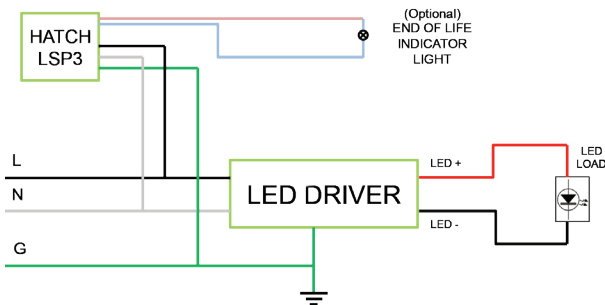 HATCH
LSP3
(Optional)
END OF LIFE
INDICATOR
LIGHT
L
N
G
LED DRIVER
LED +
LED -
LED
LOAD